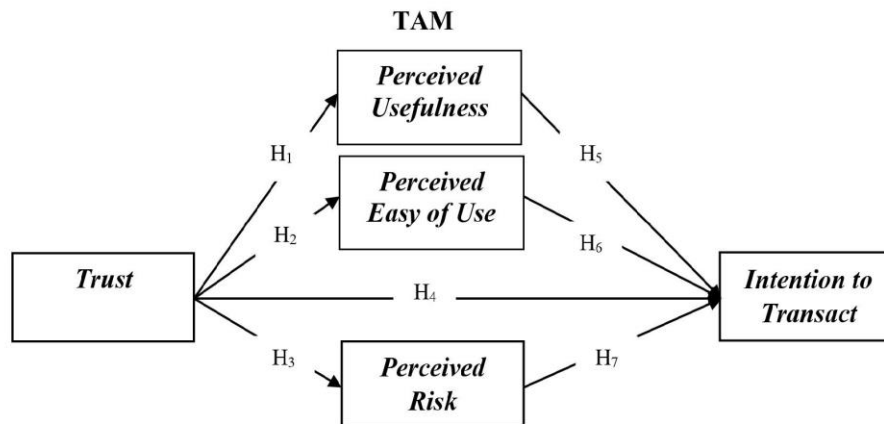 TAM
Perceived
Usefulness
H₁
H₅
Perceived
Easy of Use
H₂
H₆
Trust
H₄
Intention to
Transact
H₃
H₇
Perceived
Risk